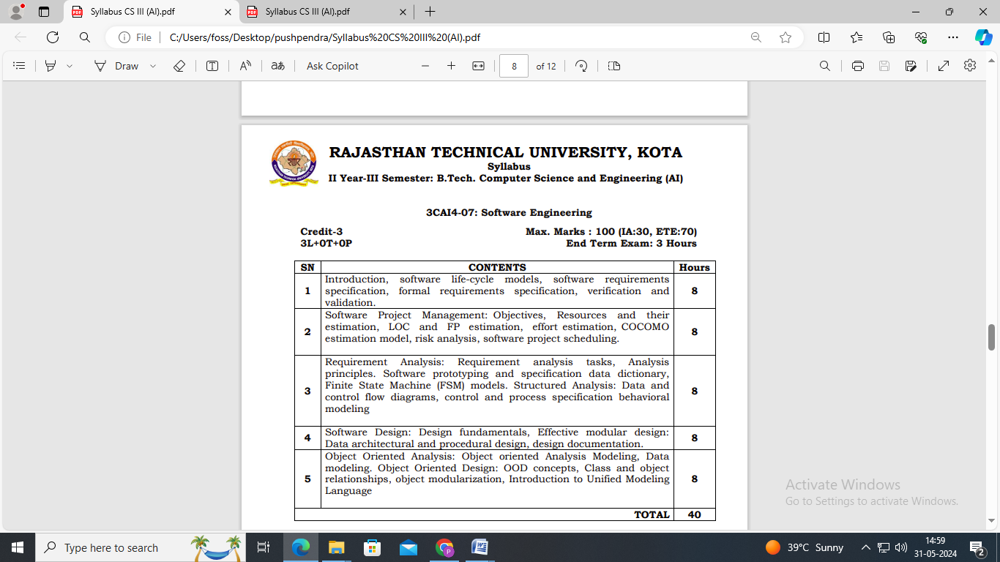 Syllabus CS III (AI).pdf
Syllabus CS III (AI).pdf
File
C:/Users/foss/Desktop/pushpendra/Syllabus%20CS%20III%20(AI).pdf
Draw
Ask Copilot
8 of 12
RAJASTHAN TECHNICAL UNIVERSITY, KOTA
Syllabus
II Year-III Semester: B.Tech. Computer Science and Engineering (AI)
3CAI4-07: Software Engineering
Credit-3 Max. Marks : 100 (IA:30, ETE:70)
3L+0T+0P End Term Exam: 3 Hours
SN CONTENTS Hours
1 Introduction, software life-cycle models, software requirements
specification, formal requirements specification, verification and
validation.
8
2 Software Project Management: Objectives, Resources and their
estimation, LOC and FP estimation, effort estimation, COCOMO
estimation model, risk analysis, software project scheduling.
8
3 Requirement Analysis: Requirement analysis tasks, Analysis
principles. Software prototyping and specification data dictionary,
Finite State Machine (FSM) models. Structured Analysis: Data and
control flow diagrams, control and process specification behavioral
modeling
8
4 Software Design: Design fundamentals, Effective modular design:
Data architectural and procedural design, design documentation.
8
5 Object Oriented Analysis: Object oriented Analysis Modeling, Data
modeling. Object Oriented Design: OOD concepts, Class and object
relationships, object modularization, Introduction to Unified Modeling
Language
8
TOTAL 40
Activate Windows
Go to Settings to activate Windows.
Type here to search
39°C Sunny
14:59
31-05-2024
2